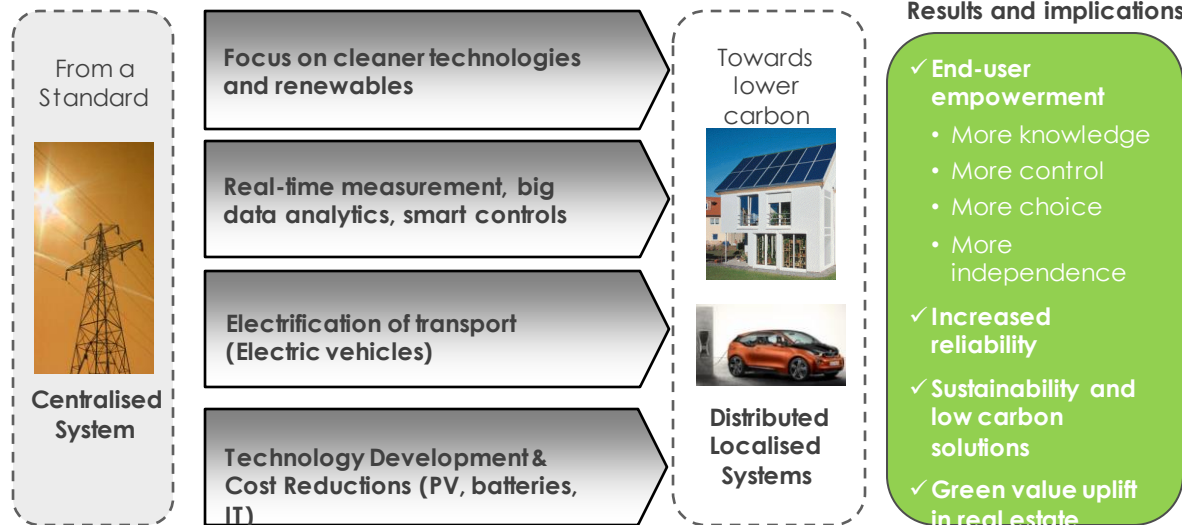 From a
Standard
Centralised
System
Focus on cleaner technologies
and renewables
Real-time measurement, big
data analytics, smart controls
Electrification of transport
(Electric vehicles)
Technology Development &
Cost Reductions (PV, batteries,
IT)
Towards
lower
carbon
Distributed
Localised
Systems
Results and implications
✓ End-user
empowerment
• More knowledge
• More control
• More choice
• More
independence
✓ Increased
reliability
✓ Sustainability and
low carbon
solutions
✓ Green value uplift
in real estate